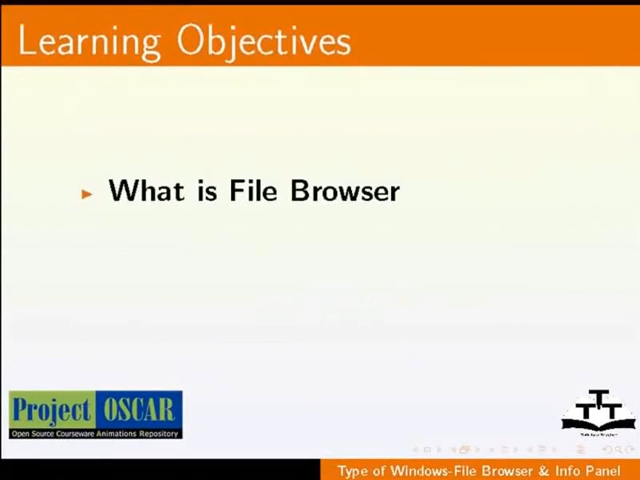 Learning Objectives
What is File Browser
Project OSCAR
Open Source Courseware Animations Repository
TTT
Type of Windows-File Browser & Info Panel